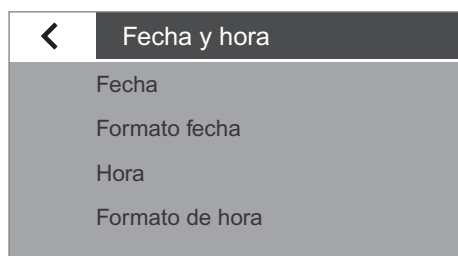 Fecha y hora
Fecha
Formato fecha
Hora
Formato de hora